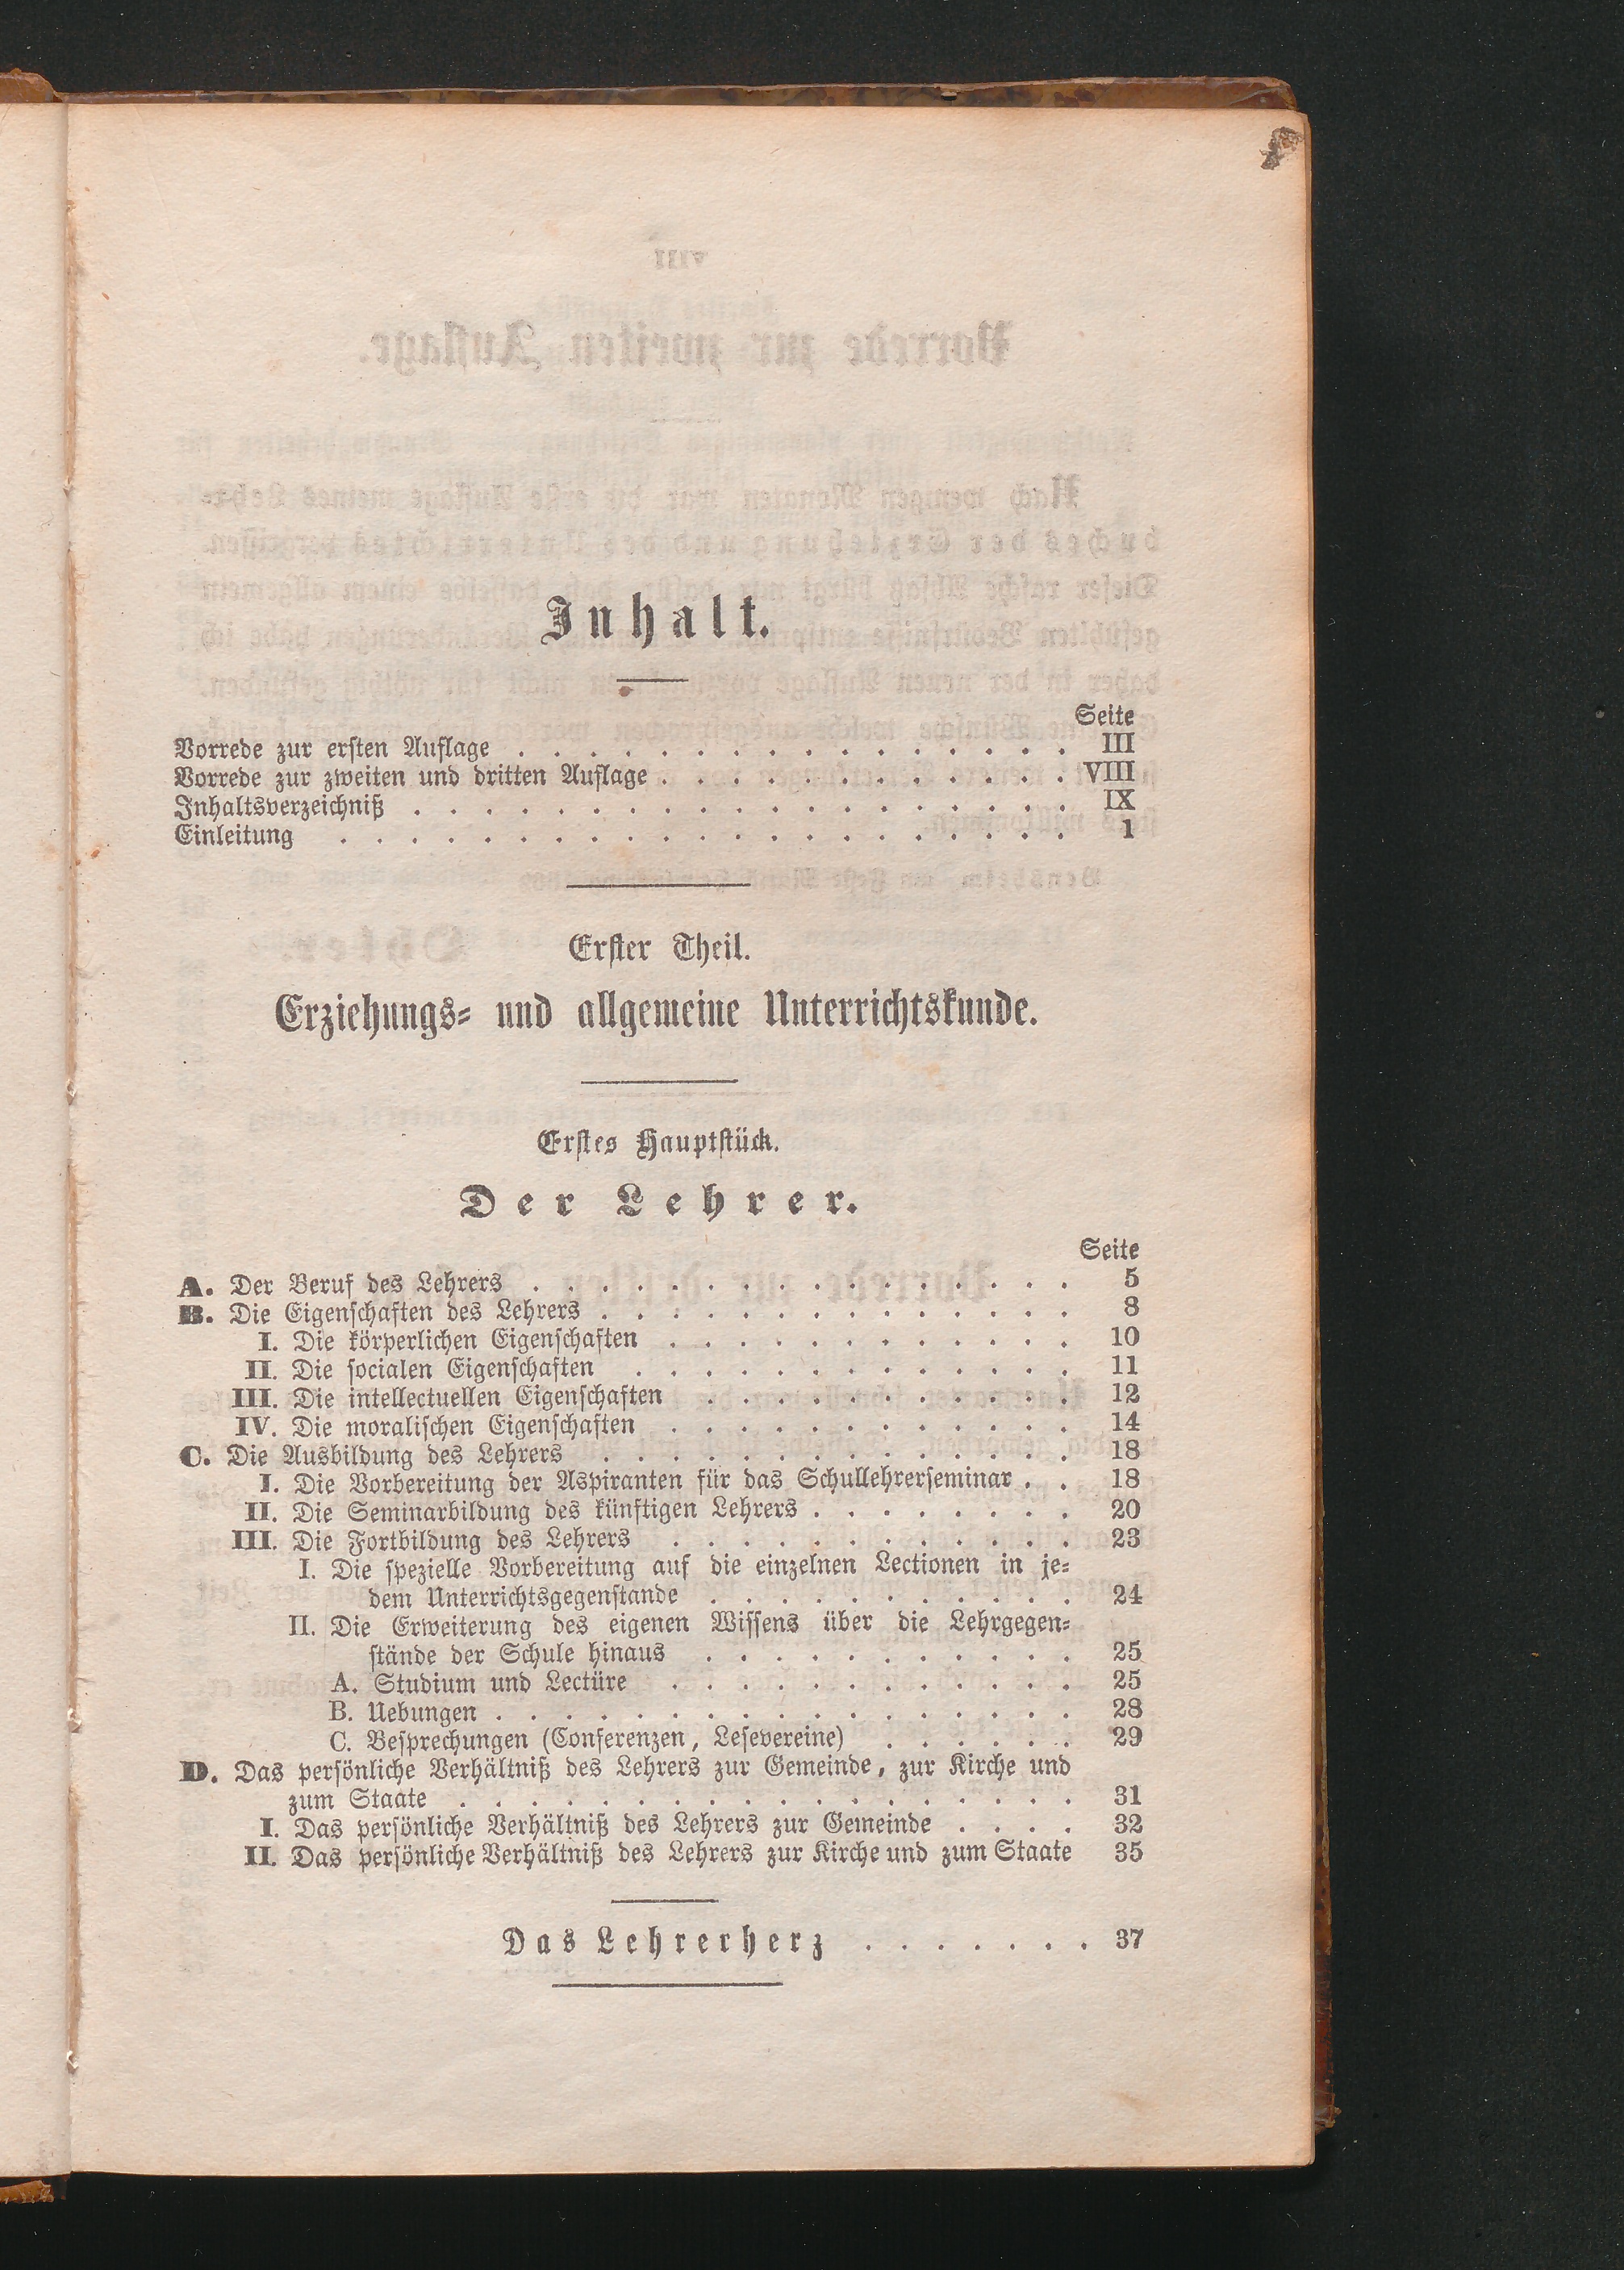 Inhalt.
Seite
Vorrede zur ersten Auflage . . . . . . . . . . . . . . . . III
Vorrede zur zweiten und dritten Auflage . . . . . . . . . . . . VIII
Inhaltsverzeichniß . . . . . . . . . . . . . . . . . . . IX
Einleitung . . . . . . . . . . . . . . . . . . . . . 1
Erster Theil.
Erziehungs- und allgemeine Unterrichtskunde.
Erstes Hauptstück.
Der Lehrer.
Seite
A. Der Beruf des Lehrers . . . . . . . . . . . . . . . . 5
B. Die Eigenschaften des Lehrers . . . . . . . . . . . . . . 8
I. Die körperlichen Eigenschaften . . . . . . . . . . . . 10
II. Die socialen Eigenschaften . . . . . . . . . . . . . 11
III. Die intellectuellen Eigenschaften . . . . . . . . . . . 12
IV. Die moralischen Eigenschaften . . . . . . . . . . . . 14
C. Die Ausbildung des Lehrers . . . . . . . . . . . . . . 18
I. Die Vorbereitung der Aspiranten für das Schullehrerseminar . . 18
II. Die Seminarbildung des künftigen Lehrers . . . . . . . . 20
III. Die Fortbildung des Lehrers . . . . . . . . . . . . 23
I. Die spezielle Vorbereitung auf die einzelnen Lectionen in je-
dem Unterrichtsgegenstande . . . . . . . . . . . 24
II. Die Erweiterung des eigenen Wissens über die Lehrgegen-
stände der Schule hinaus . . . . . . . . . . . 25
A. Studium und Lectüre . . . . . . . . . . . . 25
B. Uebungen . . . . . . . . . . . . . . . . . 28
C. Besprechungen (Conferenzen, Lesevereine) . . . . . . 29
D. Das persönliche Verhältniß des Lehrers zur Gemeinde, zur Kirche und
zum Staate . . . . . . . . . . . . . . . . . . 31
I. Das persönliche Verhältniß des Lehrers zur Gemeinde . . . . 32
II. Das persönliche Verhältniß des Lehrers zur Kirche und zum Staate 35
Das Lehrerherz . . . . . . . 37